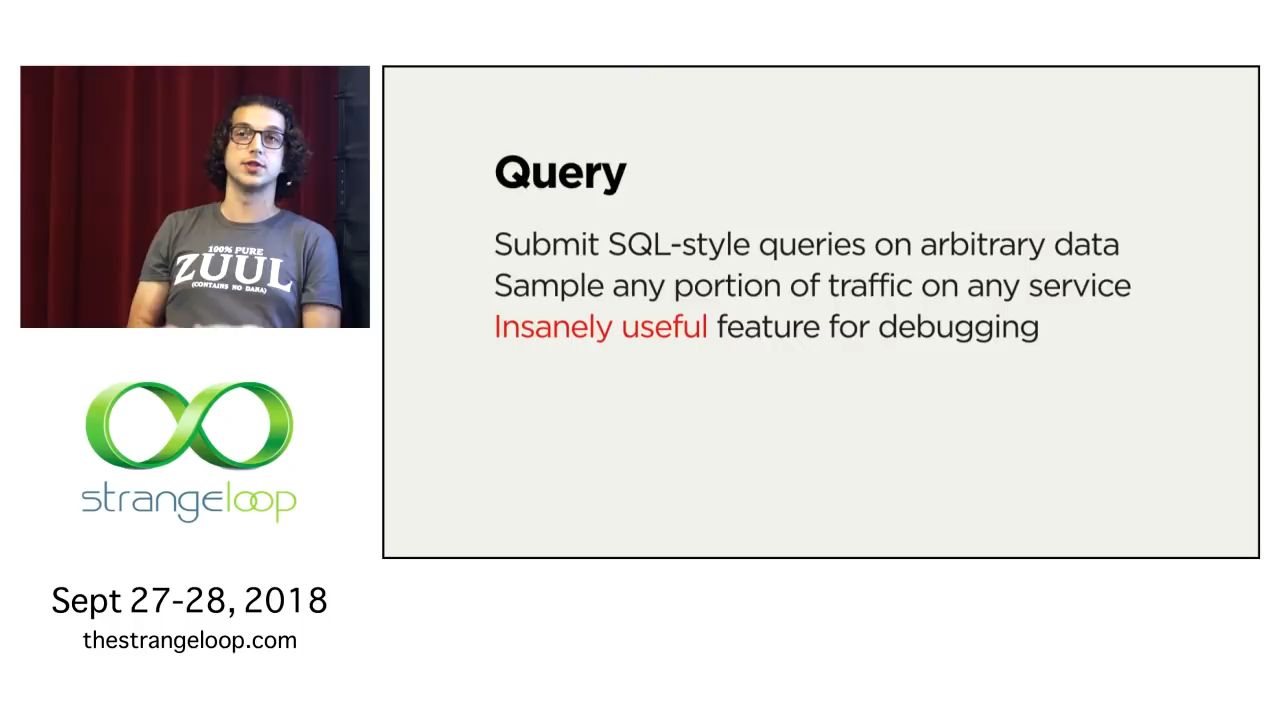 100% PURE
ZUUL
(CONTAINS NO DANA)
strangeloop
Sept 27-28, 2018
thestrangeloop.com
Query
Submit SQL-style queries on arbitrary data
Sample any portion of traffic on any service
Insanely useful feature for debugging